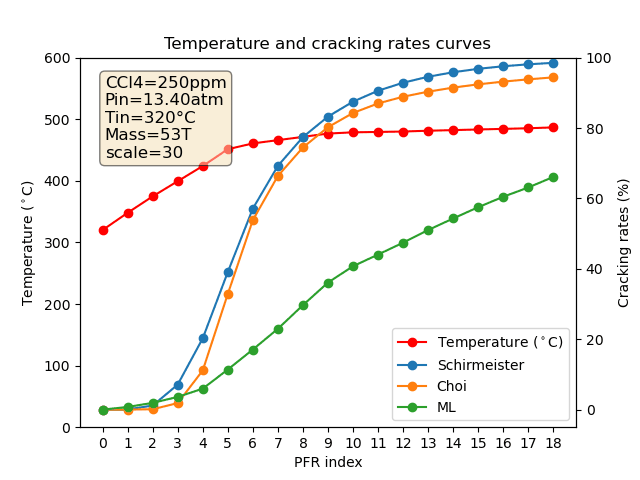 Temperature and cracking rates curves
CCl4=250ppm
Pin=13.40atm
Tin=320°C
Mass=53T
scale=30
Temperature (°C)
600
500
400
300
200
100
0
Cracking rates (%)
100
80
60
40
20
0
Temperature (°C)
Schirmeister
Choi
ML
0 1 2 3 4 5 6 7 8 9 10 11 12 13 14 15 16 17 18
PFR index